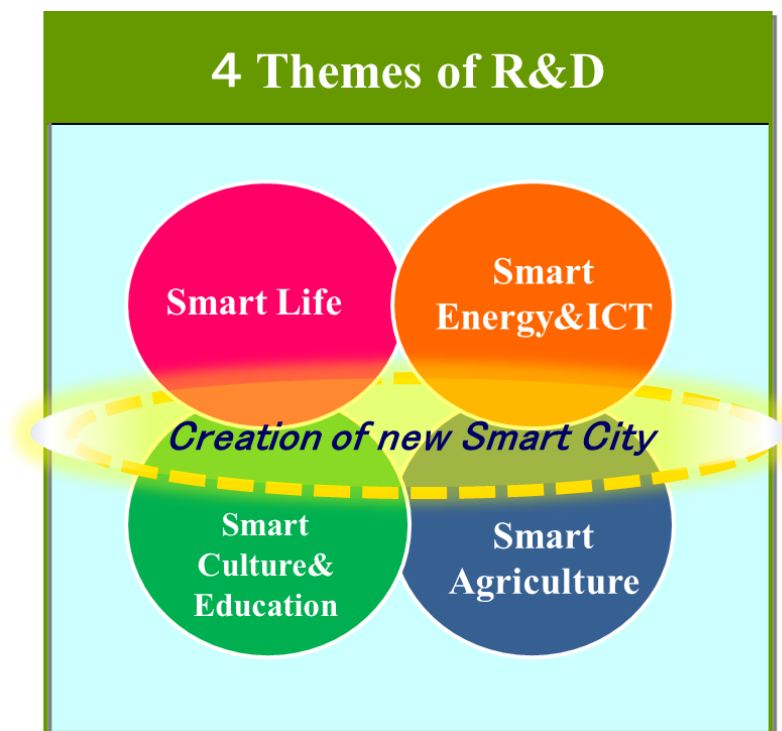 4 Themes of R&D
Smart Life
Smart
Energy&ICT
Creation of new Smart City
Smart
Culture&
Education
Smart
Agriculture